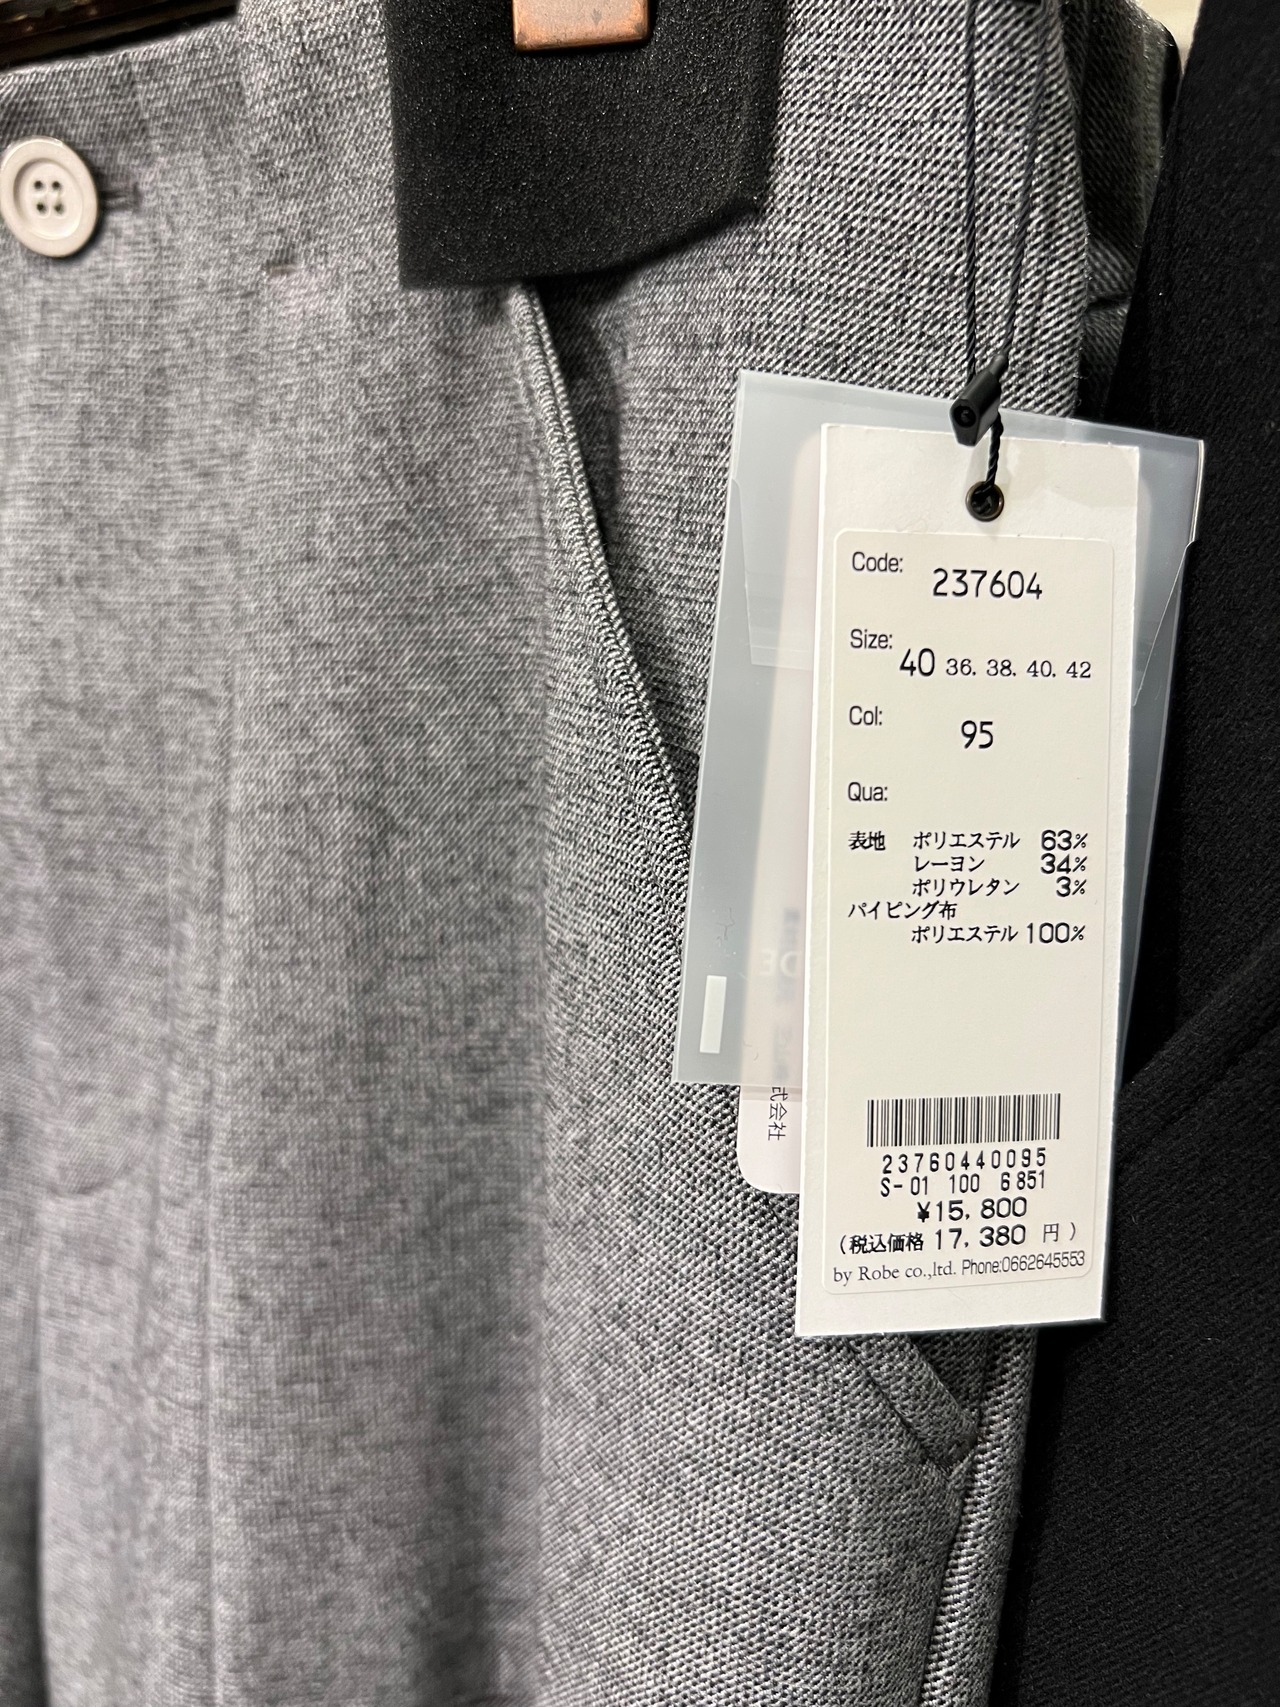 Code: 237604
Size: 40 36. 38. 40. 42
Col: 95
Qua:
表地 ポリエステル 63%
レーヨン 34%
ポリウレタン 3%
パイピング布
ポリエステル 100%
23760440095
S-01 100 6851
¥15,800
(税込価格 17,380 円)
by Robe co.,ltd. Phone:0662645553
式会社